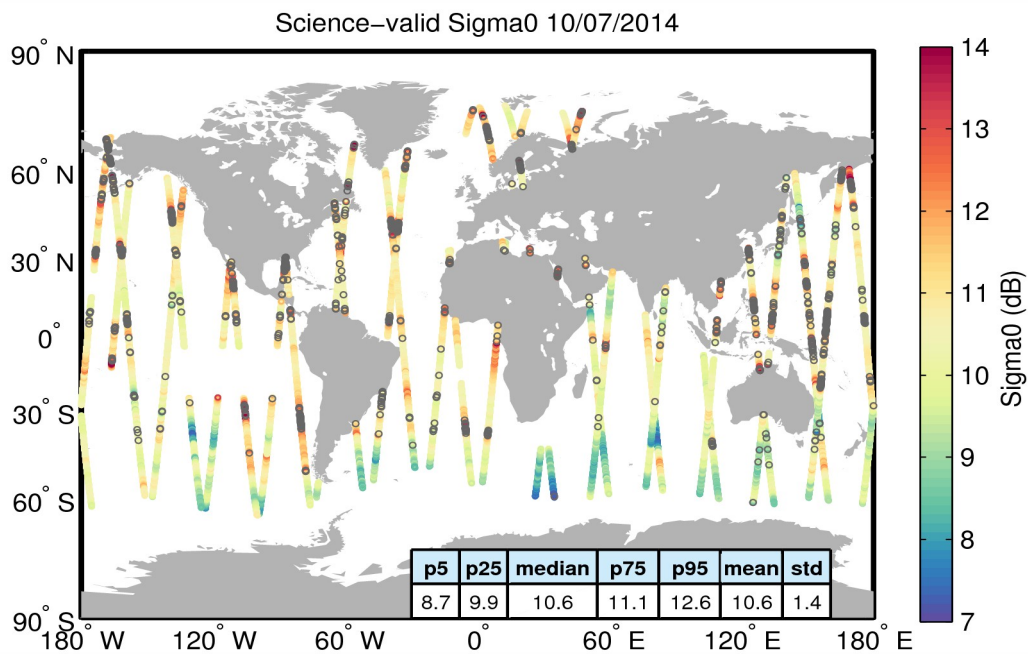 Science−valid Sigma0 10/07/2014
90° N
60° N
30° N
0°
30° S
60° S
90° S
180° W
120° W
60° W
0°
60° E
120° E
180° E
p5 p25 median p75 p95 mean std
8.7 9.9 10.6 11.1 12.6 10.6 1.4
14
13
12
11
10
9
8
7
Sigma0 (dB)